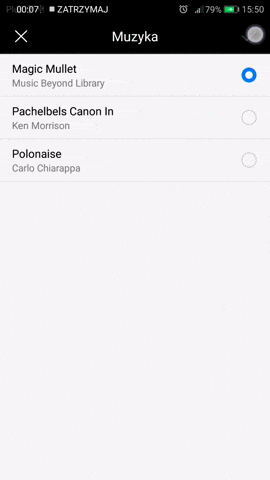 00:07 ZATRZYMAJ 79% 15:50
Muzyka
Magic Mullet
Music Beyond Library
Pachelbels Canon In
Ken Morrison
Polonaise
Carlo Chiarappa